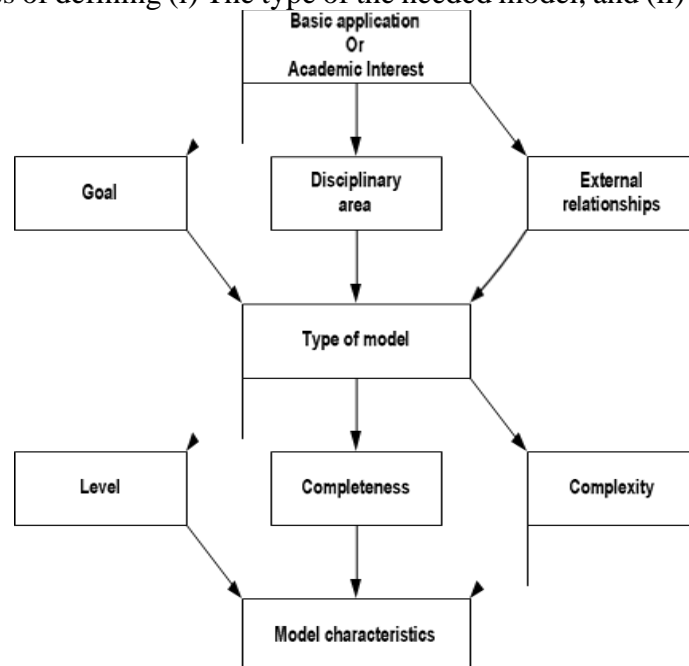 es of defining (i) The type of the needed model, and (ii)
Basic application
Or
Academic Interest
Goal
Disciplinary
area
External
relationships
Type of model
Level
Completeness
Complexity
Model characteristics